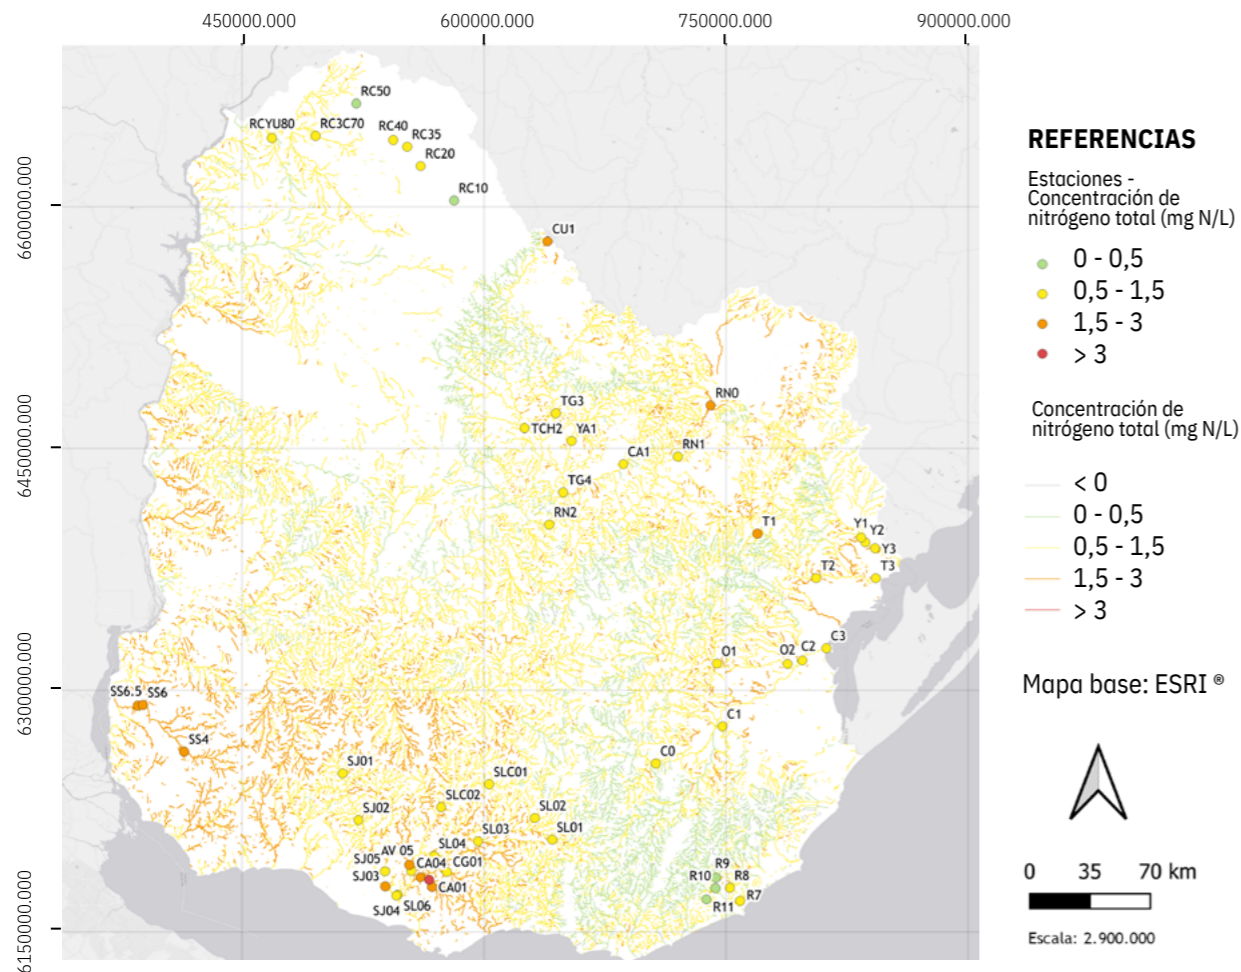 450000.000
600000.000
750000.000
900000.000
6600000.000
6450000.000
6300000.000
6150000.000
RC50
RCYU80
RC3C70
RC40
RC35
RC20
RC10
CU1
RN0
TG3
TCH2
YA1
CA1
RN1
TG4
RN2
T1
Y1
Y2
Y3
T2
T3
C3
O1
O2
C2
C1
C0
SS6.5
SS6
SS4
SJ01
SLC01
SJ02
SLC02
SL02
SL03
SL01
SL04
AV 05
SJ05
CA04
CG01
SJ03
CA01
SJ04
SL06
R9
R10
R8
R7
R11
REFERENCIAS
Estaciones -
Concentración de
nitrógeno total (mg N/L)
0 - 0,5
0,5 - 1,5
1,5 - 3
> 3
Concentración de
nitrógeno total (mg N/L)
< 0
0 - 0,5
0,5 - 1,5
1,5 - 3
> 3
Mapa base: ESRI ®
0 35 70 km
Escala: 2.900.000